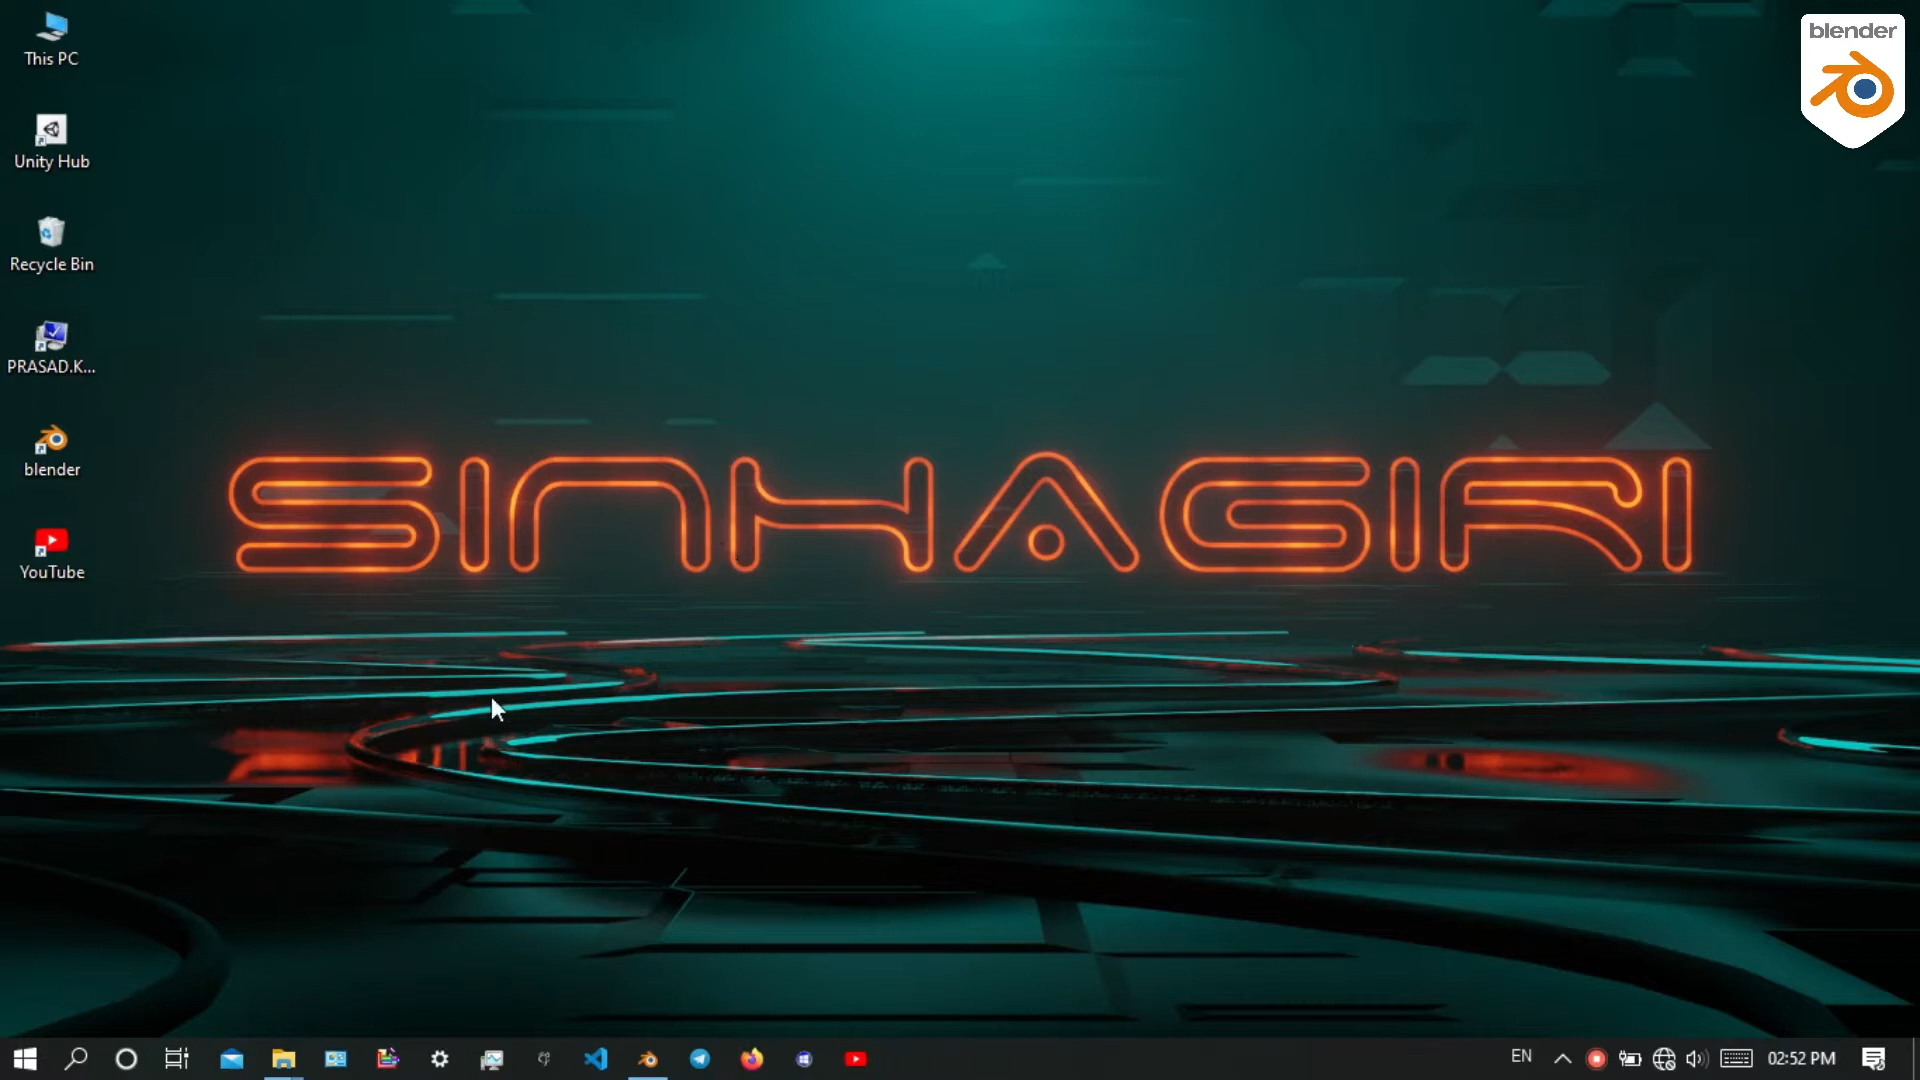 This PC
blender
Unity Hub
Recycle Bin
PRASAD.K...
blender
YouTube
SINHAGIRI
EN
02:52 PM